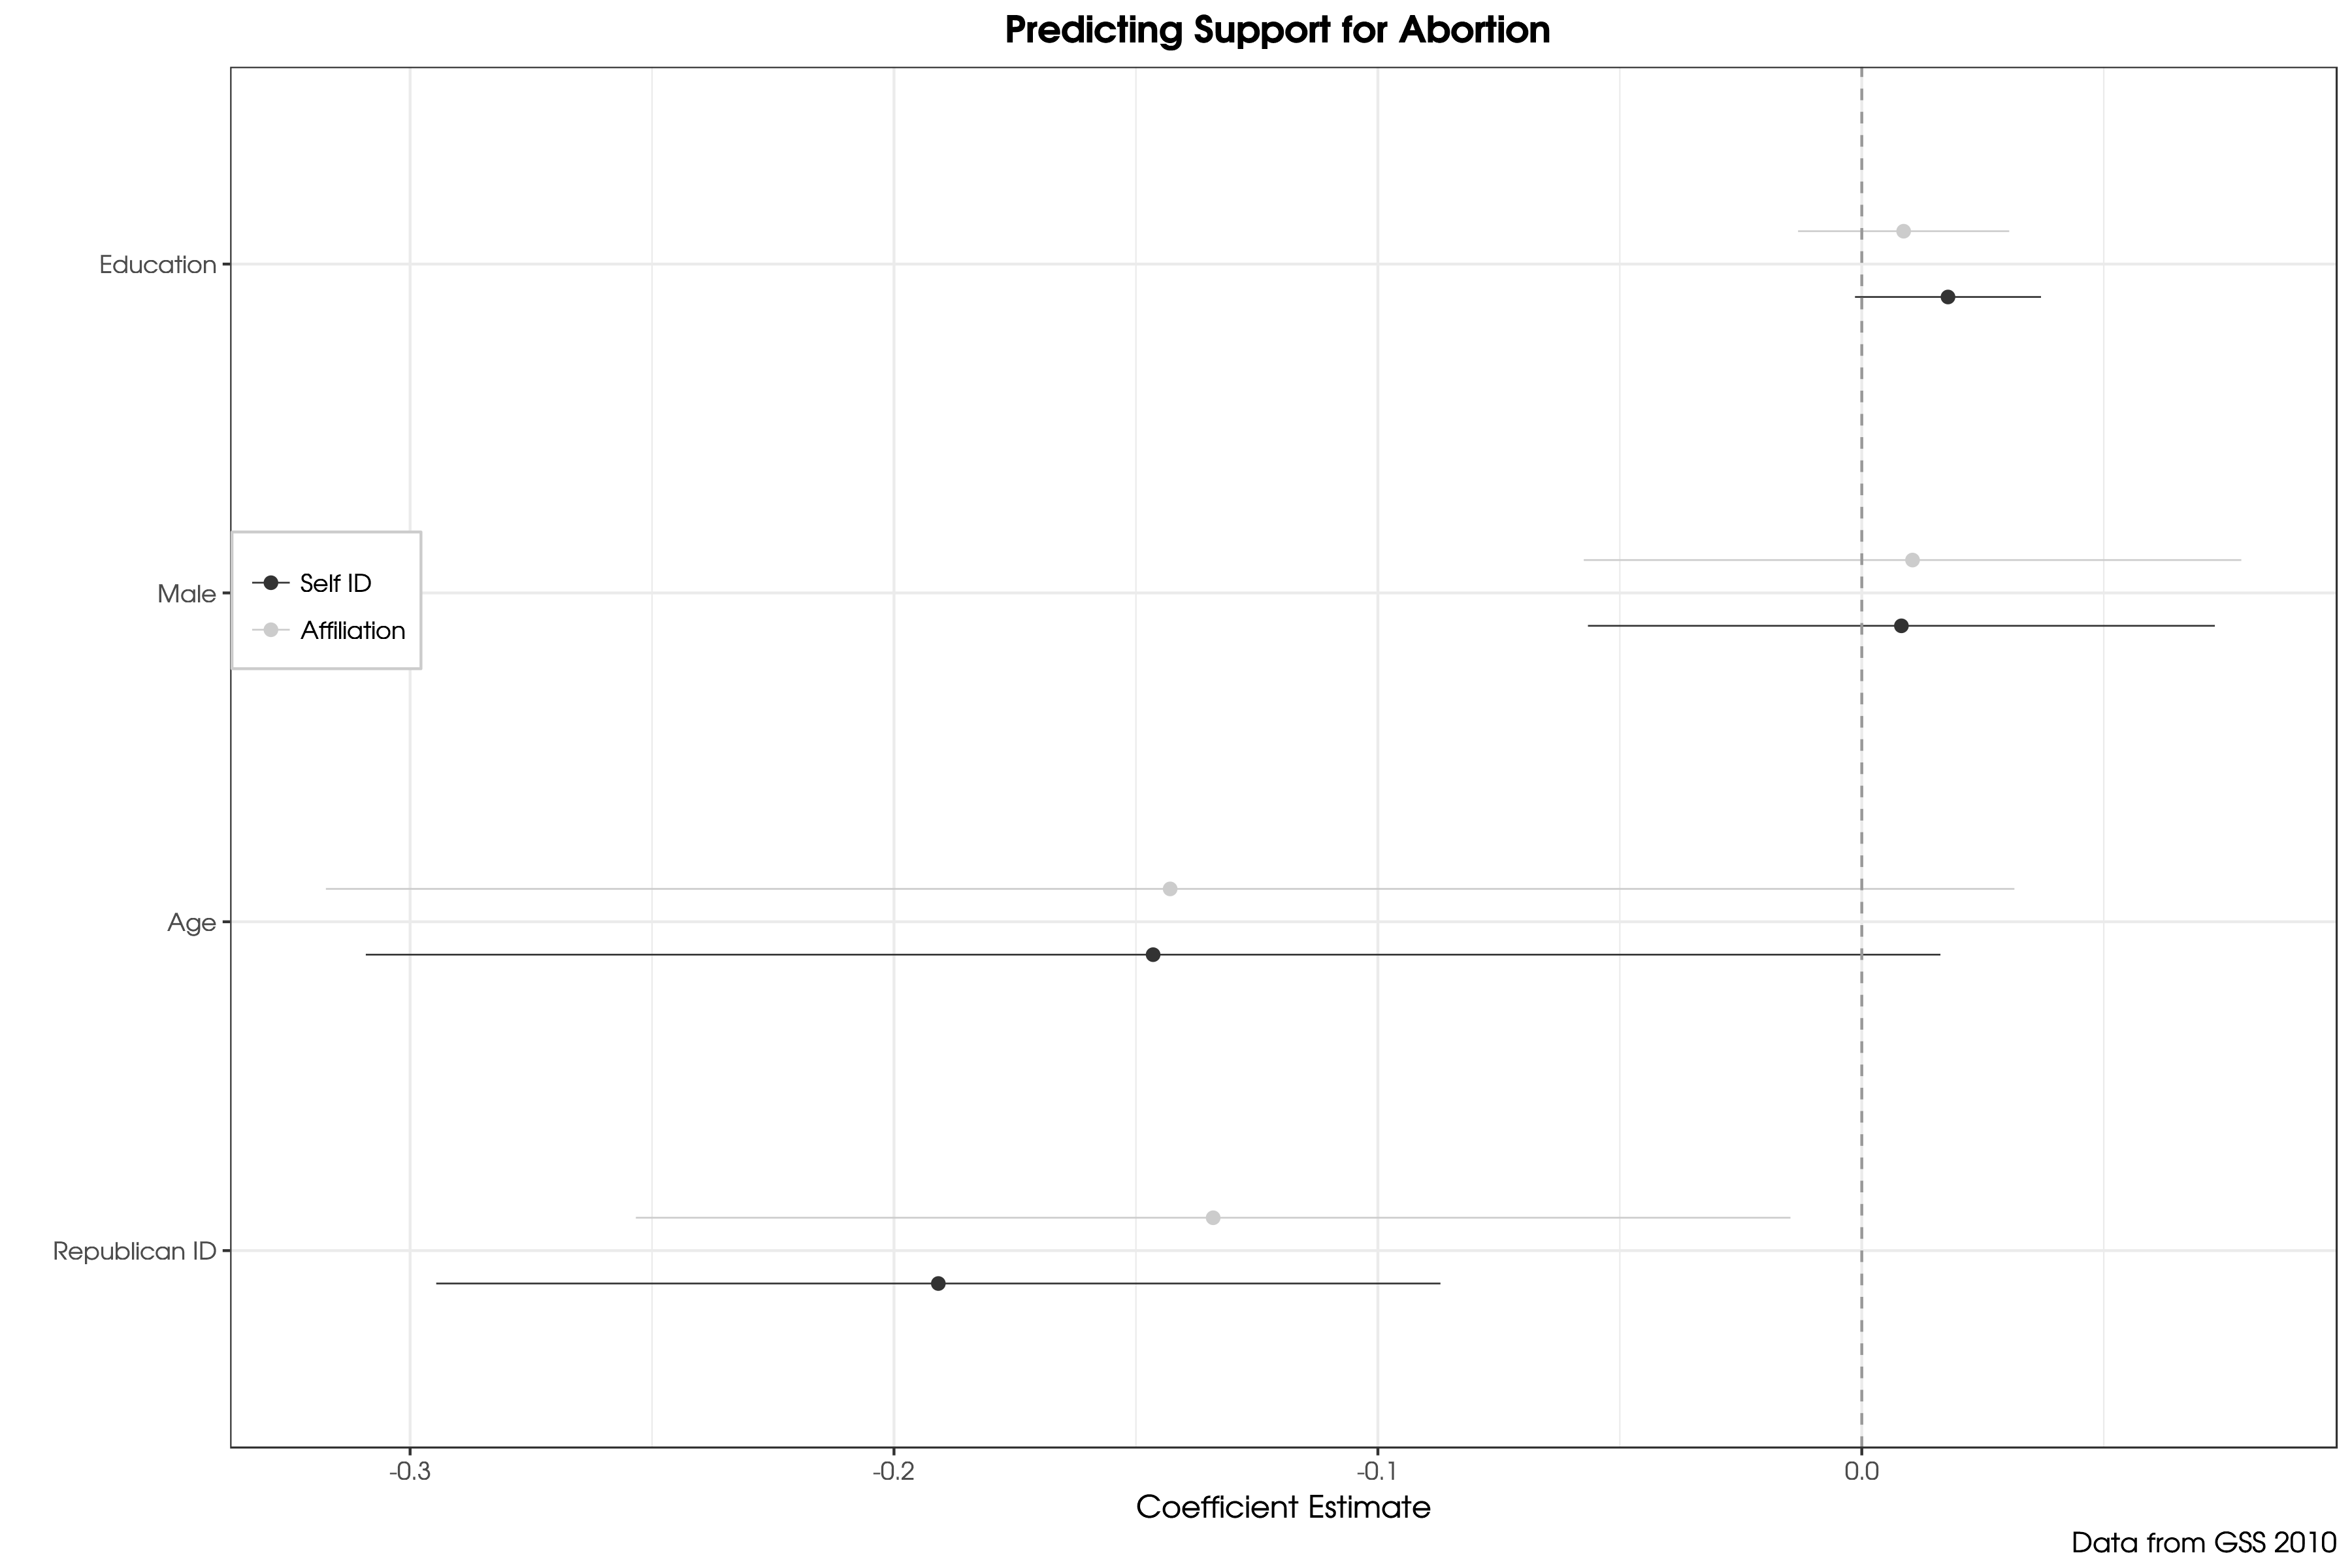 Predicting Support for Abortion
Education
Male
Age
Republican ID
Self ID
Affiliation
-0.3 -0.2 -0.1 0.0
Coefficient Estimate
Data from GSS 2010